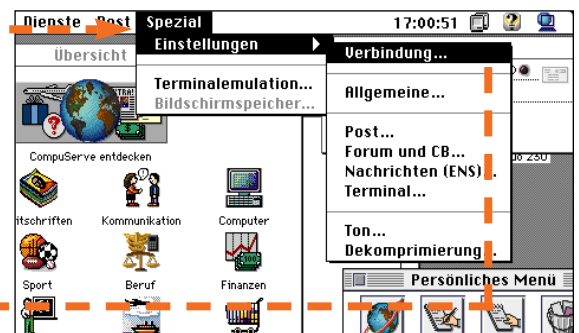 Dienste Post Spezial 17:00:51
Übersicht
Einstellungen
Terminalemulation...
Bildschirmspeicher...
Verbindung...
Allgemeine...
Post...
Forum und CB...
Nachrichten (ENS)...
Terminal...
Ton...
Dekomprimierung...
CompuServe entdecken
itschriften Kommunikation Computer
Sport Beruf Finanzen
Persönliches Menü